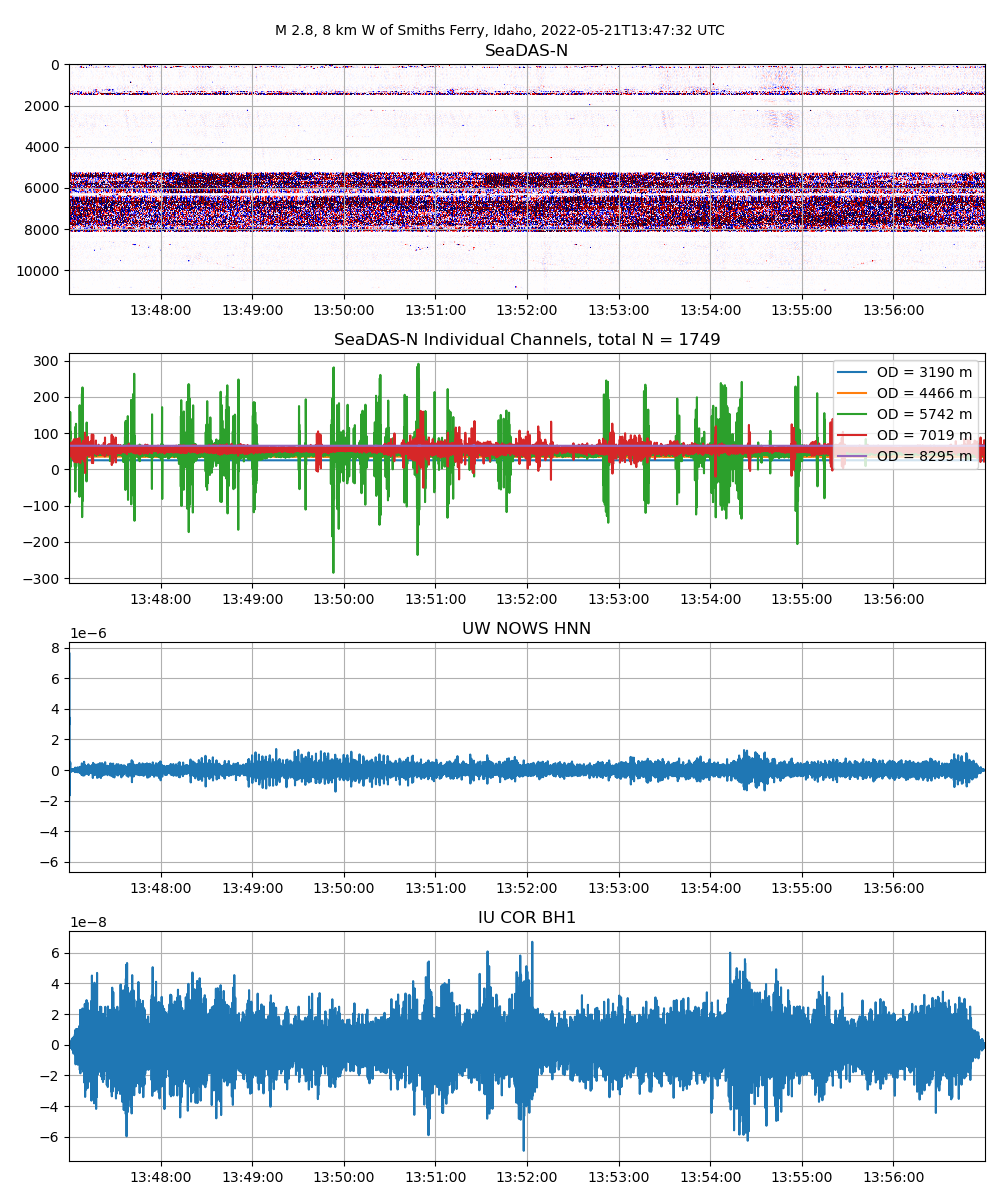 M 2.8, 8 km W of Smiths Ferry, Idaho, 2022-05-21T13:47:32 UTC
SeaDAS-N
0
2000
4000
6000
8000
10000
13:48:00 13:49:00 13:50:00 13:51:00 13:52:00 13:53:00 13:54:00 13:55:00 13:56:00
SeaDAS-N Individual Channels, total N = 1749
300
200
100
0
−100
−200
−300
OD = 3190 m
OD = 4466 m
OD = 5742 m
OD = 7019 m
OD = 8295 m
13:48:00 13:49:00 13:50:00 13:51:00 13:52:00 13:53:00 13:54:00 13:55:00 13:56:00
UW NOWS HNN
1e−6
8
6
4
2
0
−2
−4
−6
13:48:00 13:49:00 13:50:00 13:51:00 13:52:00 13:53:00 13:54:00 13:55:00 13:56:00
IU COR BH1
1e−8
6
4
2
0
−2
−4
−6
13:48:00 13:49:00 13:50:00 13:51:00 13:52:00 13:53:00 13:54:00 13:55:00 13:56:00